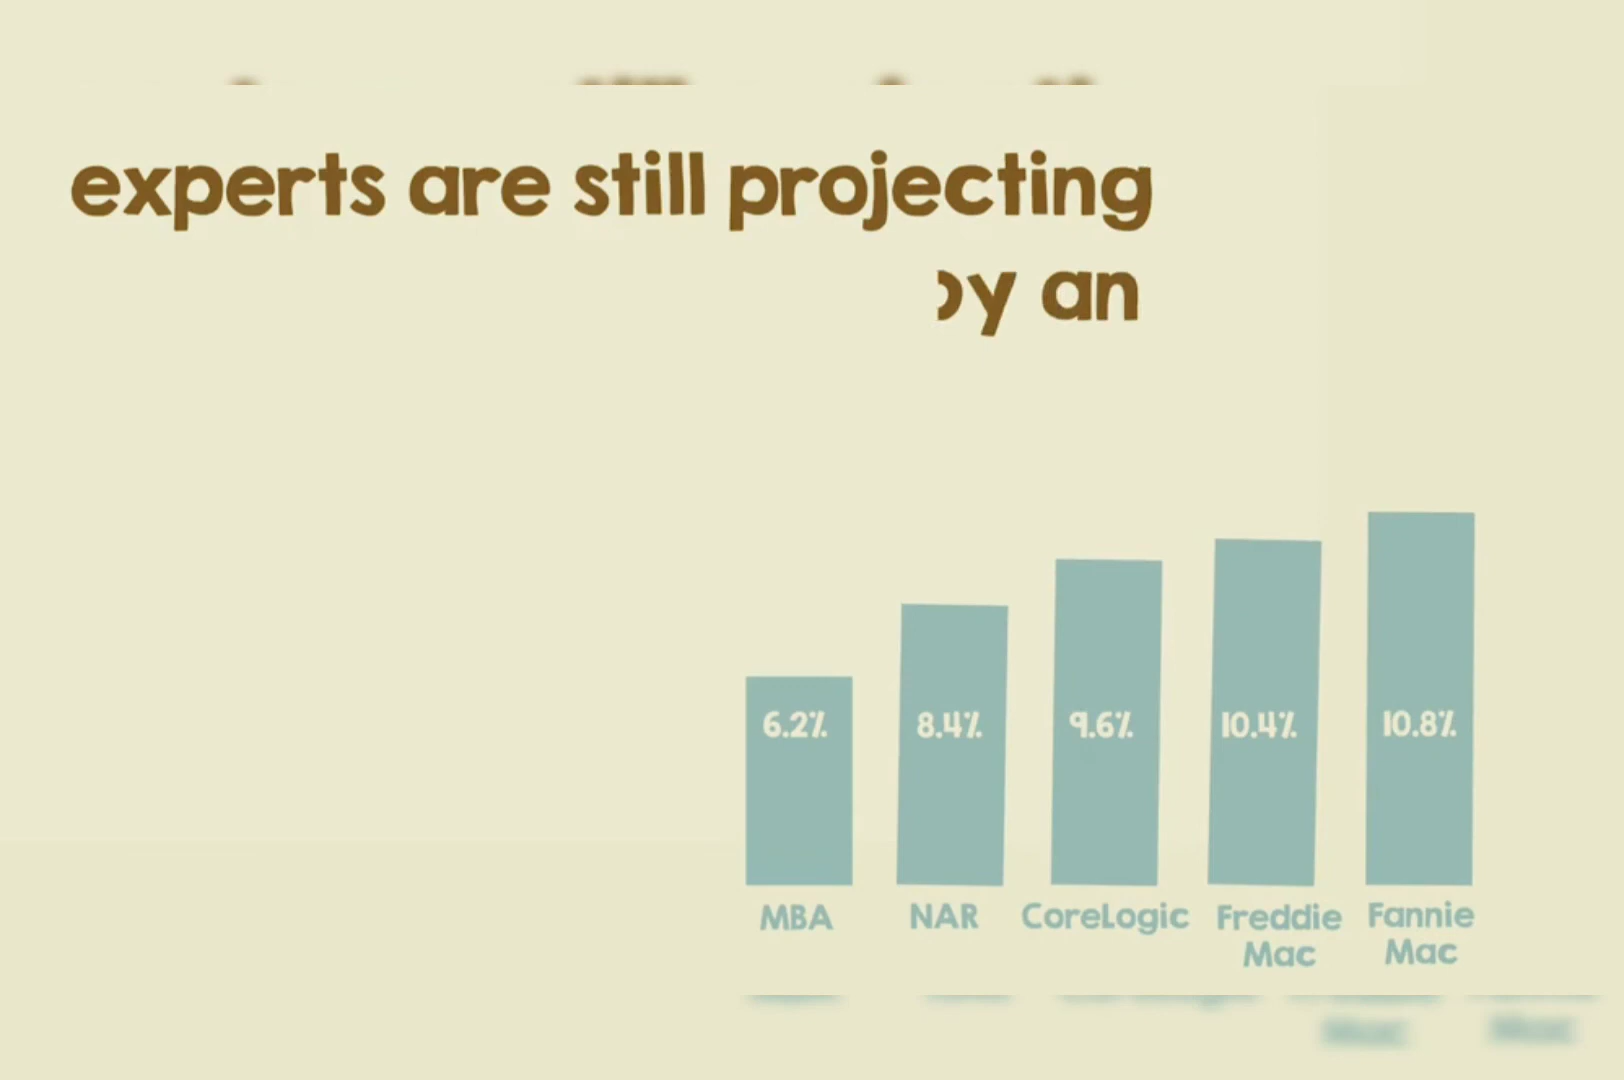 experts are still projecting
an
6.2% 8.4% 9.6% 10.4% 10.8%
MBA NAR CoreLogic Freddie Mac Fannie Mac